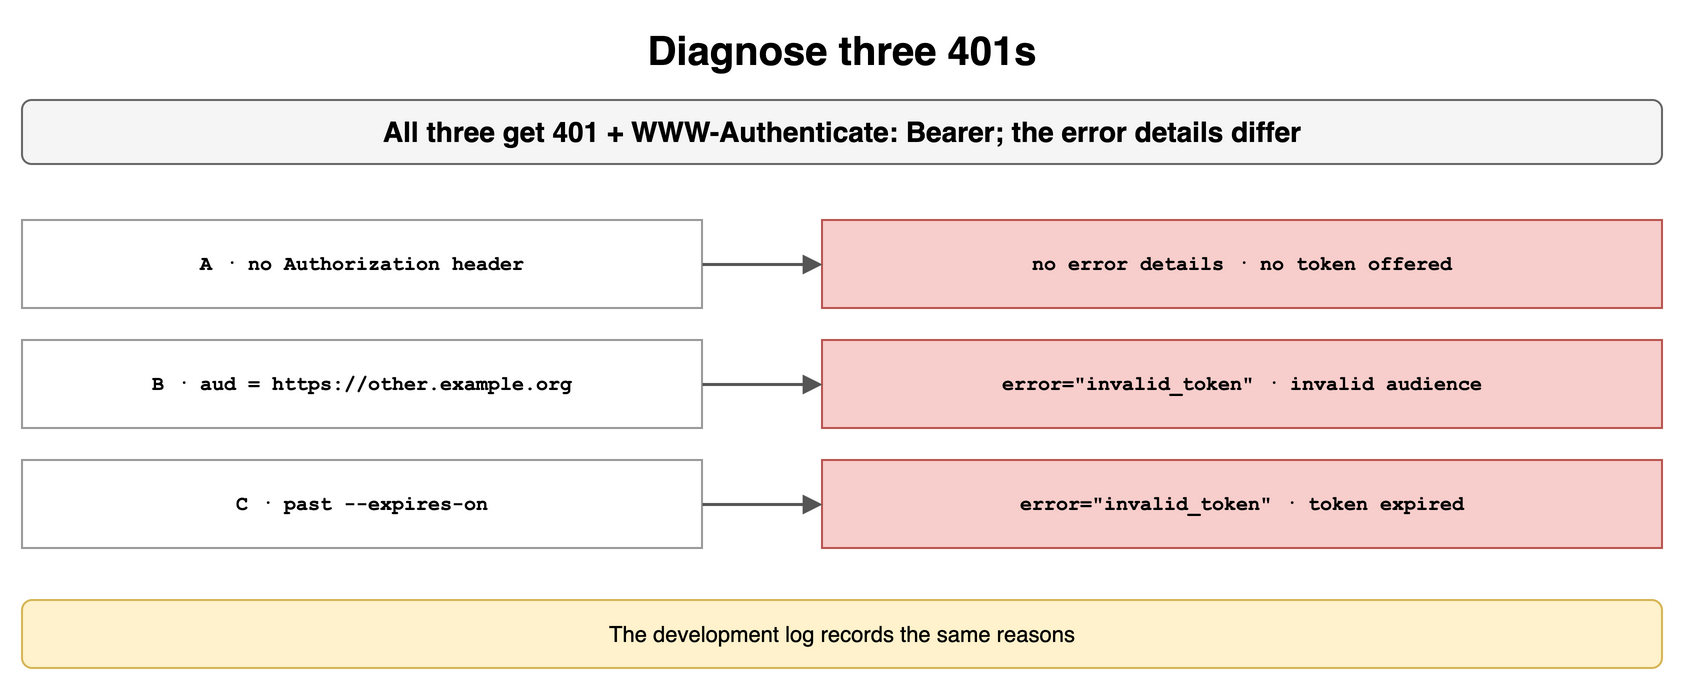 Diagnose three 401s
All three get 401 + WWW-Authenticate: Bearer; the error details differ
A · no Authorization header
no error details · no token offered
B · aud = https://other.example.org
error="invalid_token" · invalid audience
C · past --expires-on
error="invalid_token" · token expired
The development log records the same reasons